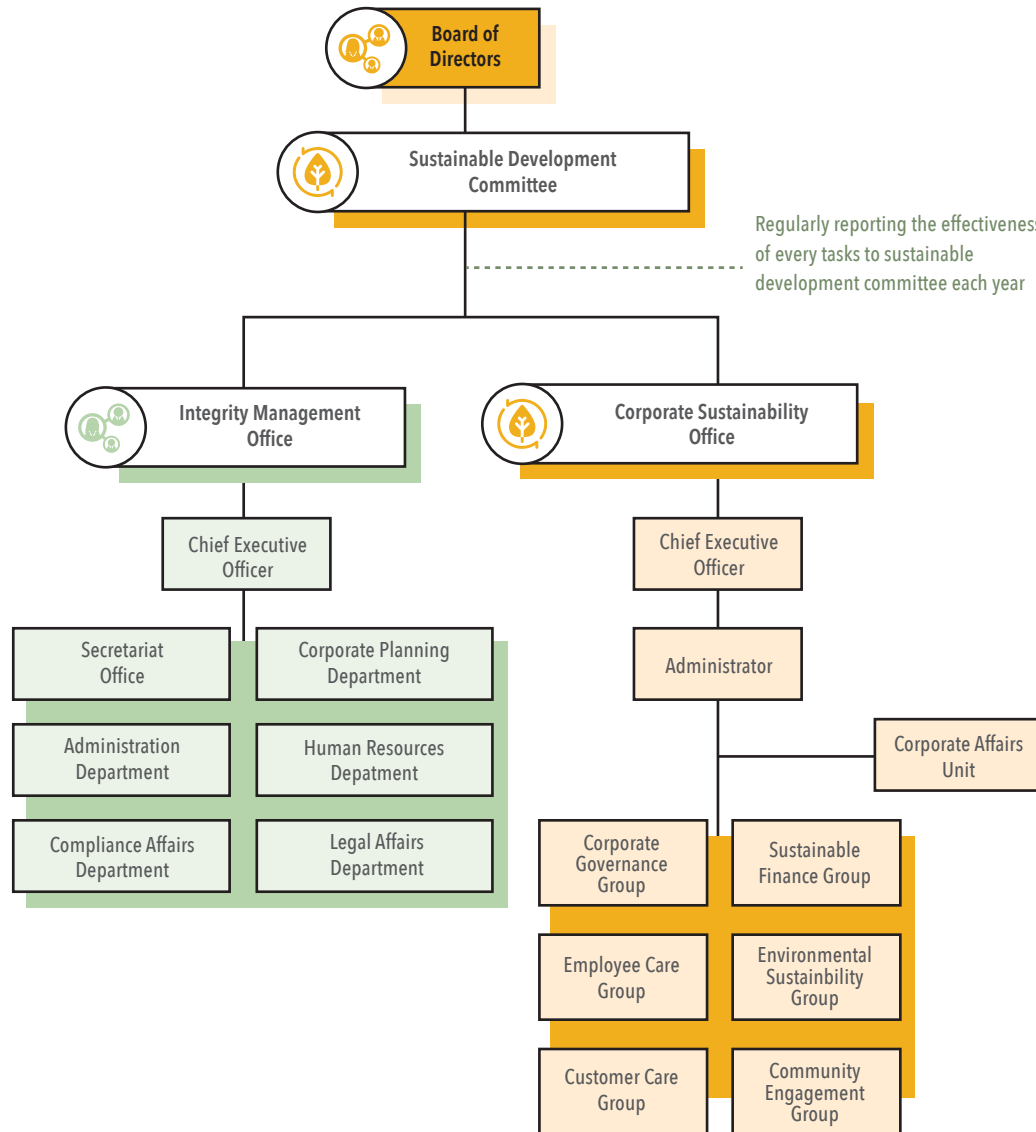 Board of
Directors
Sustainable Development
Committee
Regularly reporting the effectiveness
of every tasks to sustainable
development committee each year
Integrity Management
Office
Corporate Sustainability
Office
Chief Executive
Officer
Chief Executive
Officer
Secretariat
Office
Corporate Planning
Department
Administrator
Administration
Department
Human Resources
Depatment
Corporate Affairs
Unit
Compliance Affairs
Department
Legal Affairs
Department
Corporate
Governance
Group
Sustainable
Finance Group
Employee Care
Group
Environmental
Sustainbility
Group
Customer Care
Group
Community
Engagement
Group